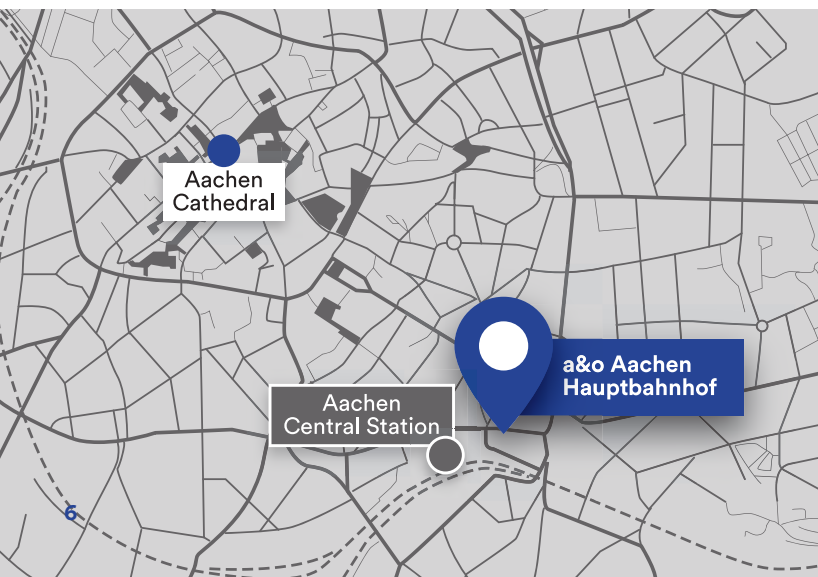 Aachen
Cathedral
a&o Aachen
Hauptbahnhof
Aachen
Central Station
6